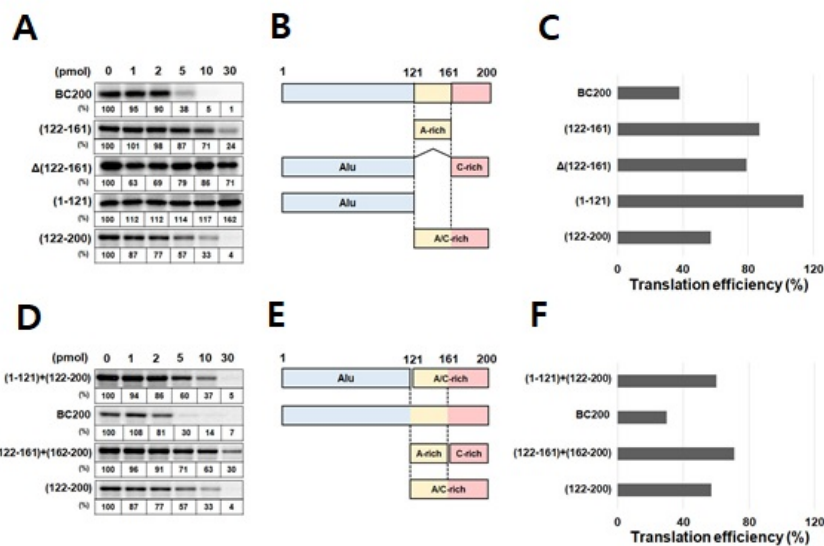 A
B
C
(pmol) 0 1 2 5 10 30
BC200
(%) 100 95 90 38 5 1
(122-161)
(%) 100 101 98 87 71 24
Δ(122-161)
(%) 100 63 69 79 86 71
(1-121)
(%) 100 112 112 114 117 162
(122-200)
(%) 100 87 77 57 33 4
1 121 161 200
A-rich
Alu C-rich
Alu
A/C-rich
BC200
(122-161)
Δ(122-161)
(1-121)
(122-200)
0 40 80 120
Translation efficiency (%)
D
E
F
(pmol) 0 1 2 5 10 30
(1-121)+(122-200)
(%) 100 94 86 60 37 5
BC200
(%) 100 108 81 30 14 7
122-161)+(162-200)
(%) 100 96 91 71 63 30
(122-200)
(%) 100 87 77 57 33 4
1 121 161 200
Alu A/C-rich
A-rich C-rich
A/C-rich
(1-121)+(122-200)
BC200
(122-161)+(162-200)
(122-200)
0 40 80 120
Translation efficiency (%)